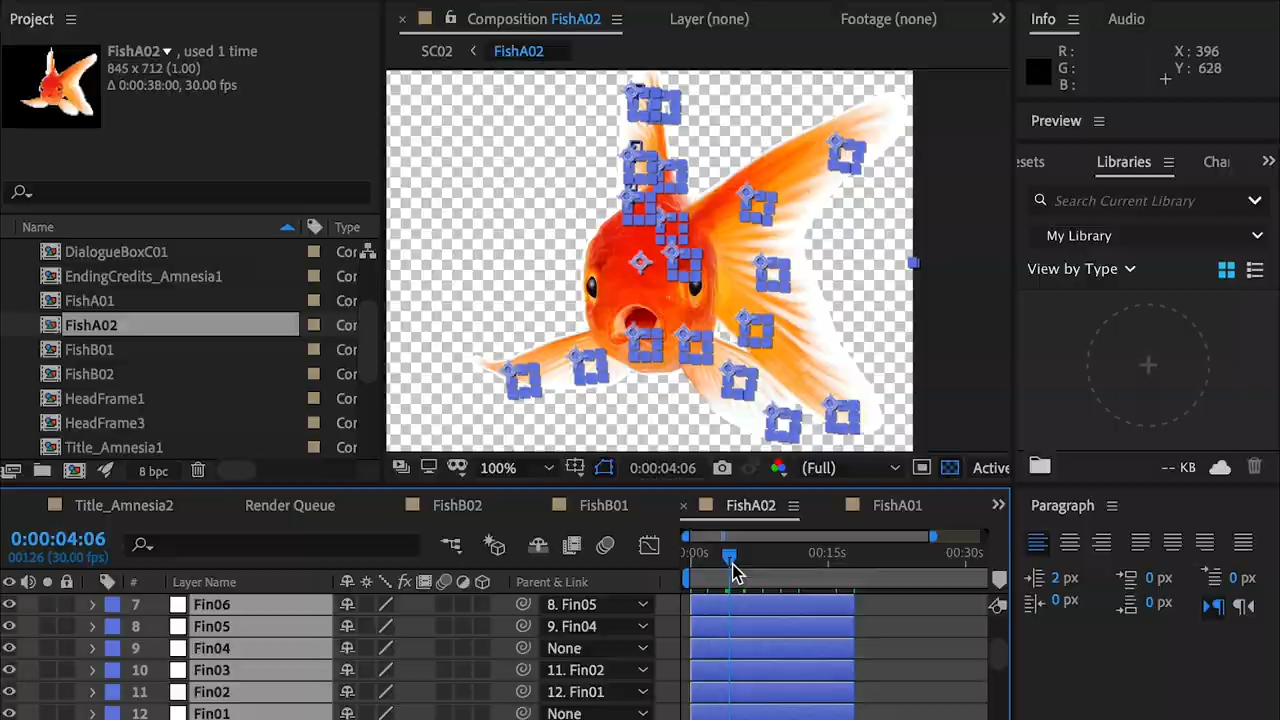 Project
FishA02 , used 1 time
845 x 712 (1.00)
Δ 0:00:38:00, 30.00 fps
Name Type
DialogueBoxC01 Cor
EndingCredits_Amnesia1 Cor
FishA01 Cor
FishA02 Cor
FishB01 Cor
FishB02 Cor
HeadFrame1 Cor
HeadFrame3 Cor
Title_Amnesia1 Cor
8 bpc
Composition FishA02 Layer (none) Footage (none)
SC02 FishA02
100% 0:00:04:06 (Full) Active
Info Audio
R :
G :
B :
X : 396
Y : 628
Preview
esets Libraries Cha
Search Current Library
My Library
View by Type
-- KB
Title_Amnesia2 Render Queue FishB02 FishB01 FishA02 FishA01
0:00:04:06
00126 (30.00 fps)
0:00s 00:15s 00:30s
# Layer Name fx Parent & Link
7 Fin06 8. Fin05
8 Fin05 9. Fin04
9 Fin04 None
10 Fin03 11. Fin02
11 Fin02 12. Fin01
12 Fin01 None
Paragraph
2 px 0 px 0 px
0 px 0 px